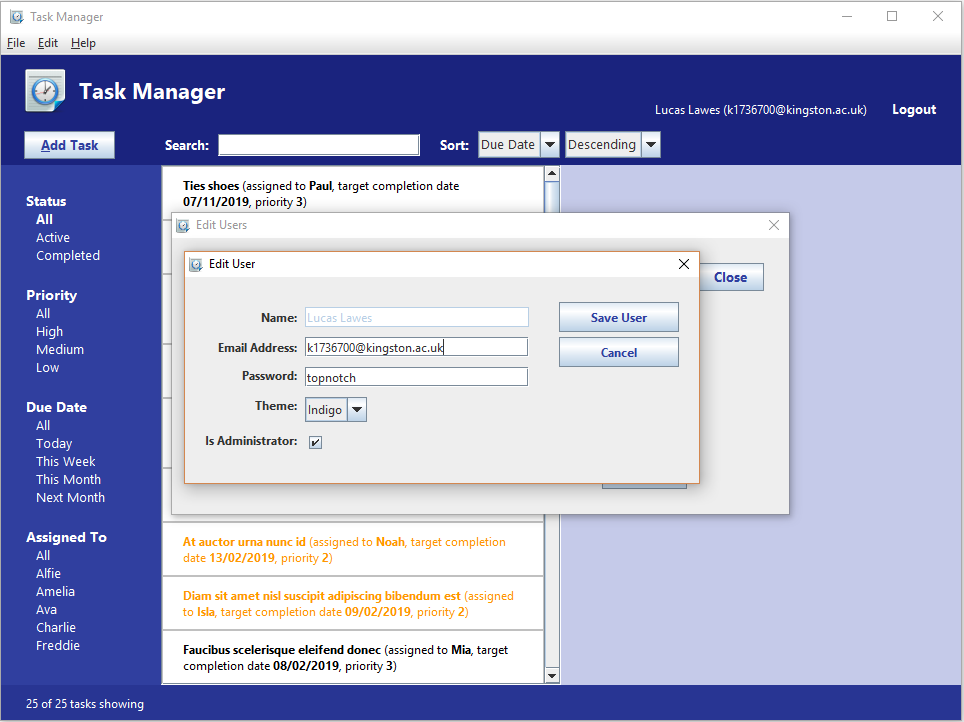 Task Manager
File Edit Help
Task Manager
Lucas Lawes (k1736700@kingston.ac.uk) Logout
Add Task Search: Sort: Due Date Descending
Status
All
Active
Completed
Priority
All
High
Medium
Low
Due Date
All
Today
This Week
This Month
Next Month
Assigned To
All
Alfie
Amelia
Ava
Charlie
Freddie
Ties shoes (assigned to Paul, target completion date
07/11/2019, priority 3)
Edit Users
Close
Edit User
Name: Lucas Lawes
Email Address: k1736700@kingston.ac.uk
Password: topnotch
Theme: Indigo
Is Administrator:
Save User
Cancel
At auctor urna nunc id (assigned to Noah, target completion
date 13/02/2019, priority 2)
Diam sit amet nisl suscipit adipiscing bibendum est (assigned
to Isla, target completion date 09/02/2019, priority 2)
Faucibus scelerisque eleifend donec (assigned to Mia, target
completion date 08/02/2019, priority 3)
25 of 25 tasks showing